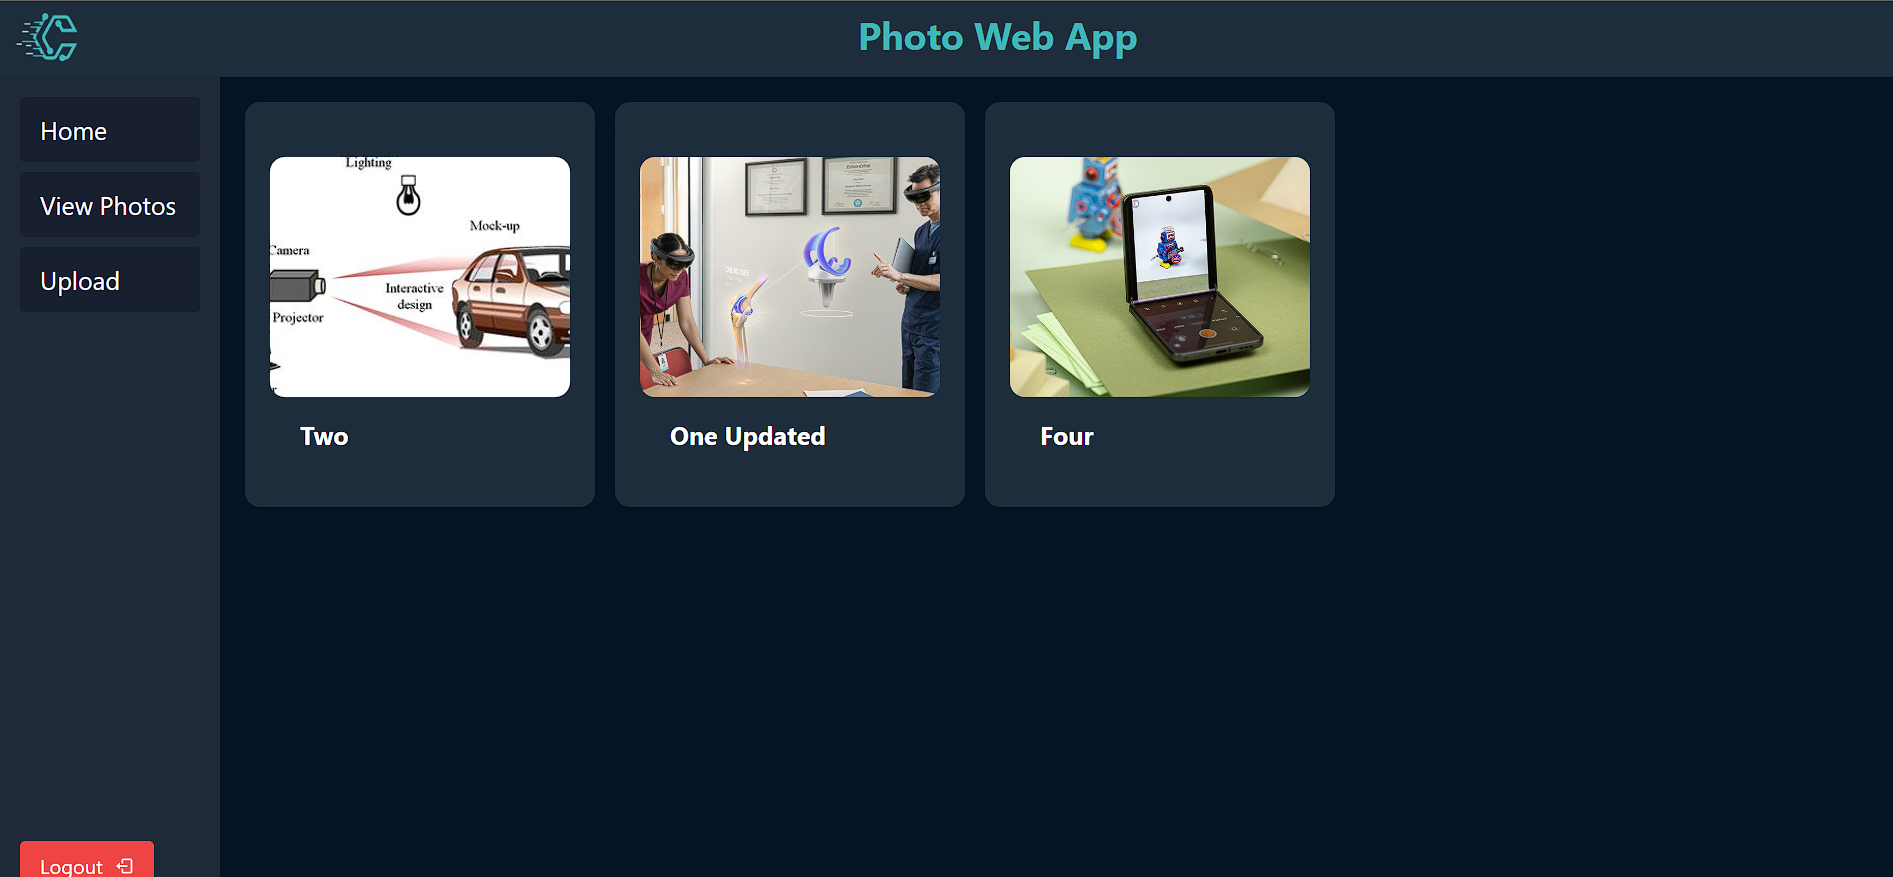 Photo Web App
Home
View Photos
Upload
Lighting
Mock-up
Camera
Interactive
design
Projector
Two
One Updated
Four
Logout